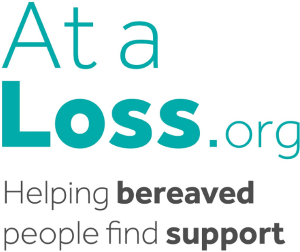 At a
Loss.org
Helping bereaved
people find support